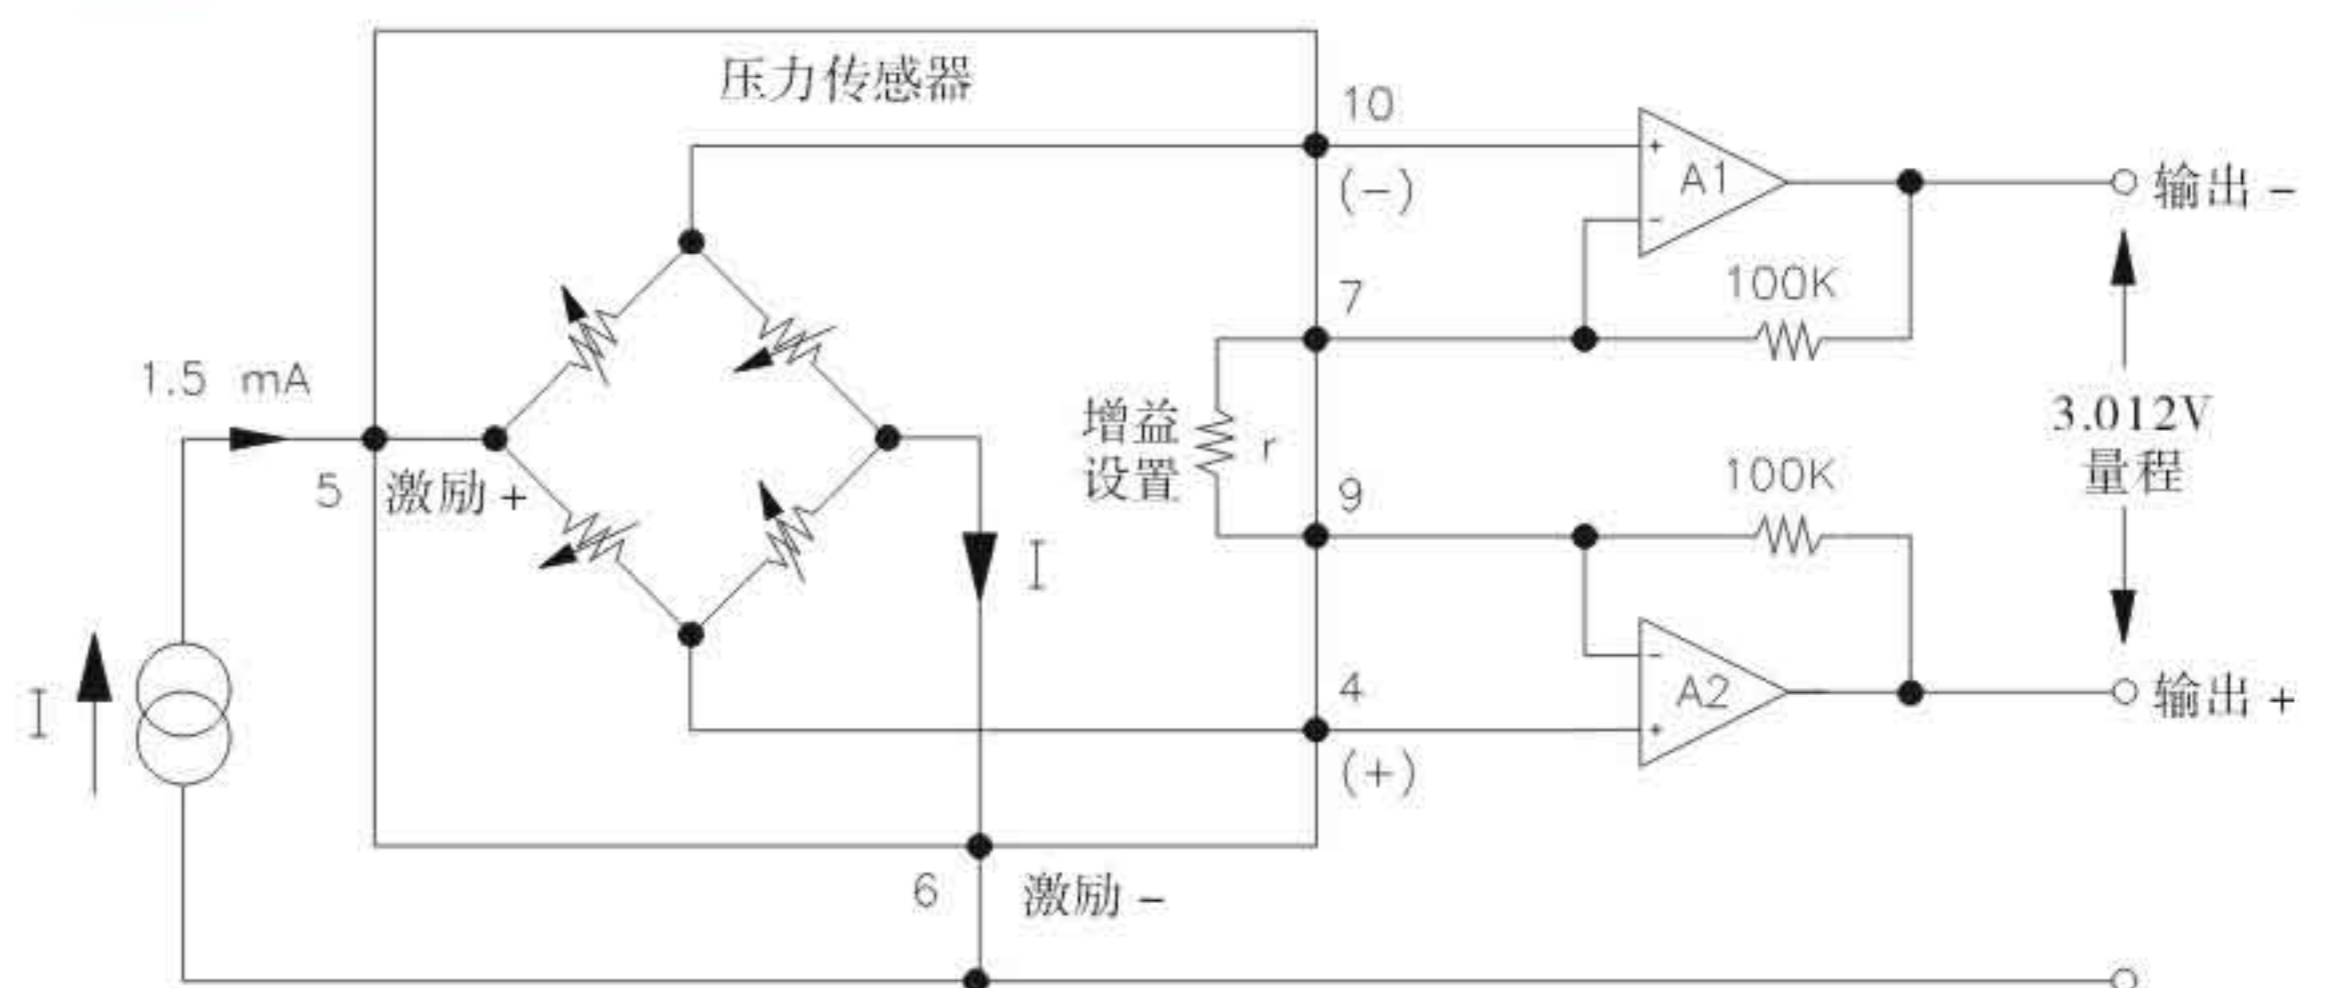 压力传感器
10
(-)
+
A1
-
输出 -
100K
7
1.5 mA
5
激励 +
增益
设置
r
3.012V
量程
9
100K
I
-
A2
+
4
(+)
输出 +
I
6
激励 -